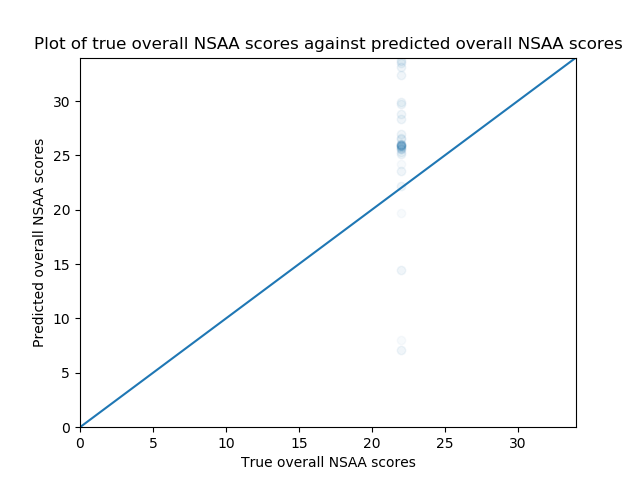 Plot of true overall NSAA scores against predicted overall NSAA scores
Predicted overall NSAA scores
30
25
20
15
10
5
0
0 5 10 15 20 25 30
True overall NSAA scores